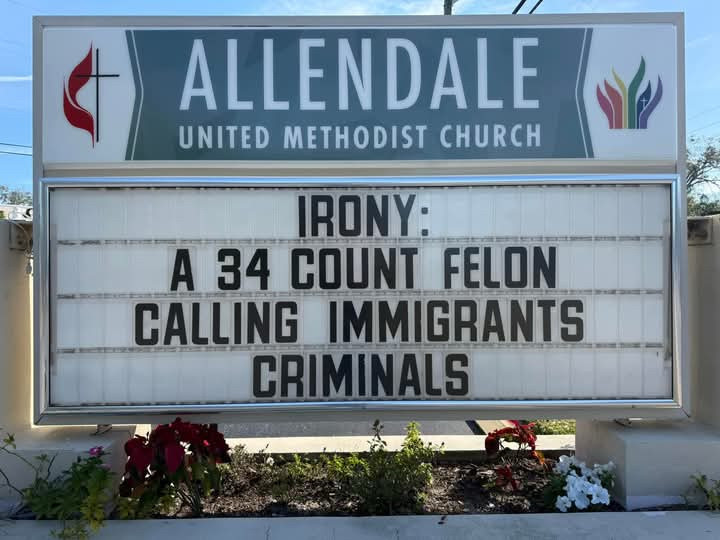 ALLENDALE
UNITED METHODIST CHURCH
IRONY:
A 34 COUNT FELON
CALLING IMMIGRANTS
CRIMINALS